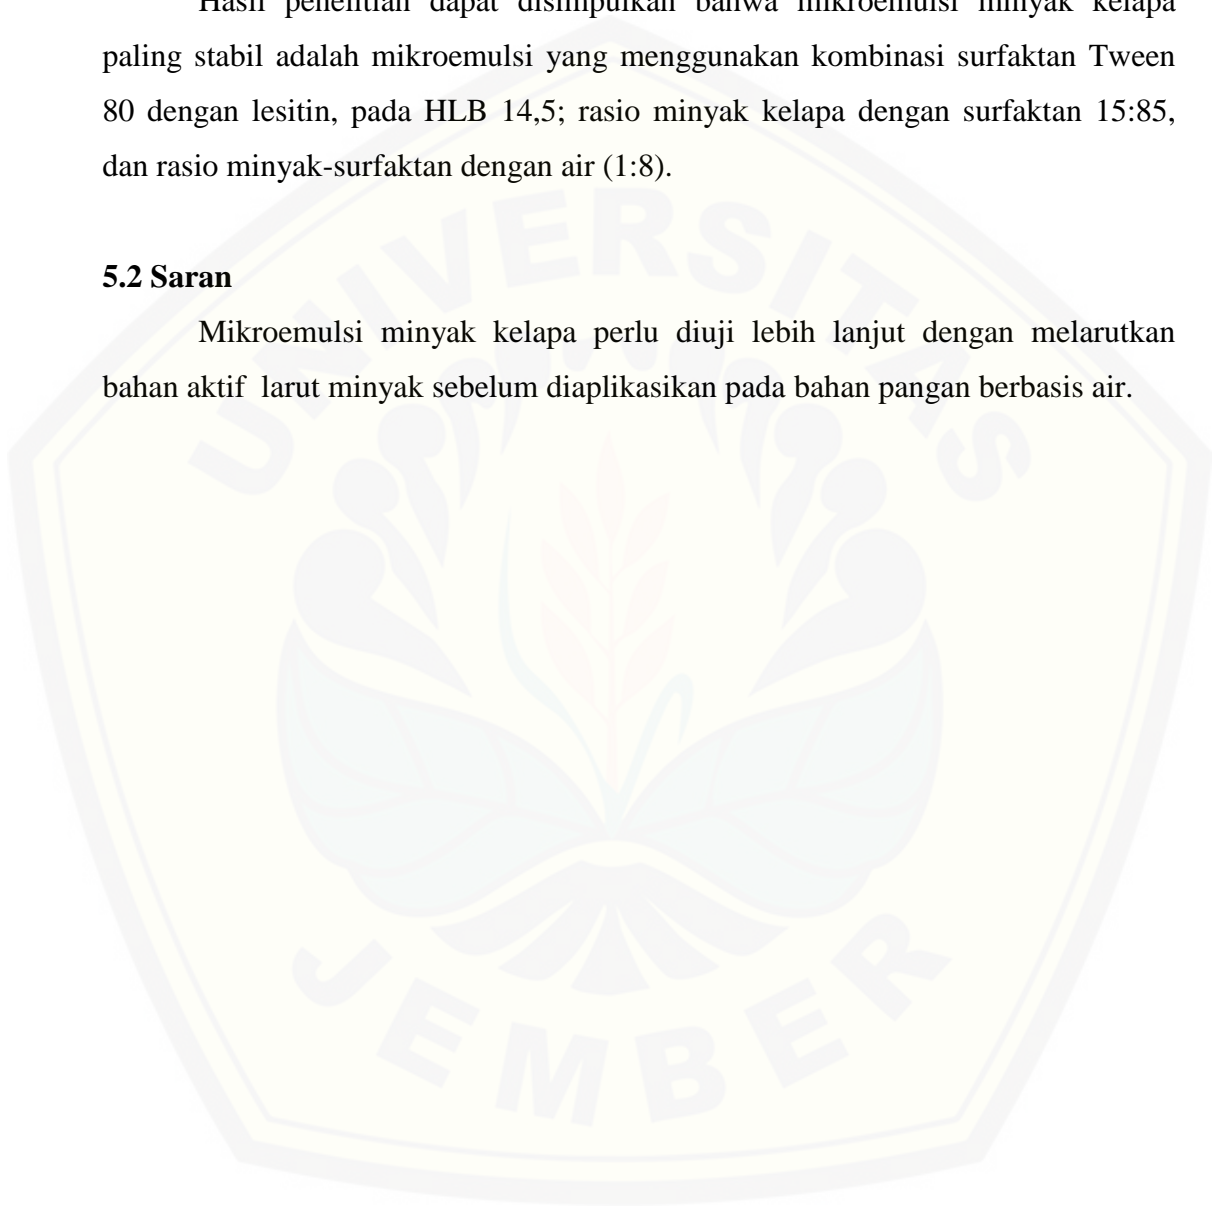 Hasil penelitian dapat disimpulkan bahwa mikroemulsi minyak kelapa
paling stabil adalah mikroemulsi yang menggunakan kombinasi surfaktan Tween
80 dengan lesitin, pada HLB 14,5; rasio minyak kelapa dengan surfaktan 15:85,
dan rasio minyak-surfaktan dengan air (1:8).
5.2 Saran
Mikroemulsi minyak kelapa perlu diuji lebih lanjut dengan melarutkan
bahan aktif larut minyak sebelum diaplikasikan pada bahan pangan berbasis air.
UNIVERSITAS
JEMBER